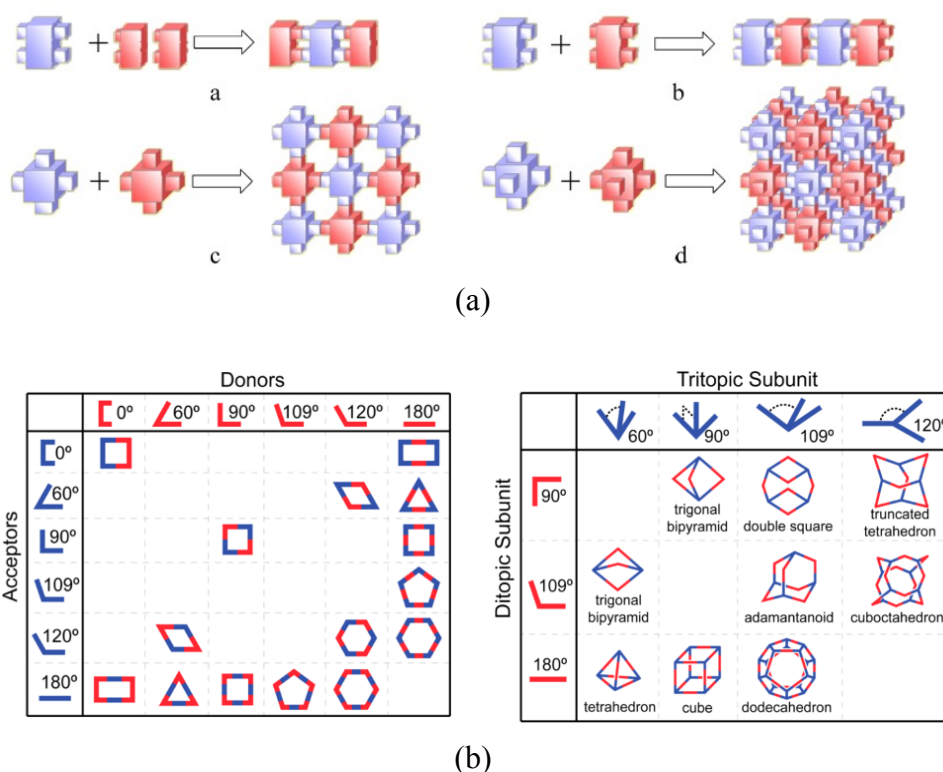 +
+
a
b
+
+
c
d
(a)
Donors
0º 60º 90º 109º 120º 180º
Acceptors
0º
60º
90º
109º
120º
180º
Tritopic Subunit
60º 90º 109º 120º
Ditopic Subunit
90º
trigonal bipyramid
double square
truncated tetrahedron
109º
trigonal bipyramid
adamantanoid
cuboctahedron
180º
tetrahedron
cube
dodecahedron
(b)